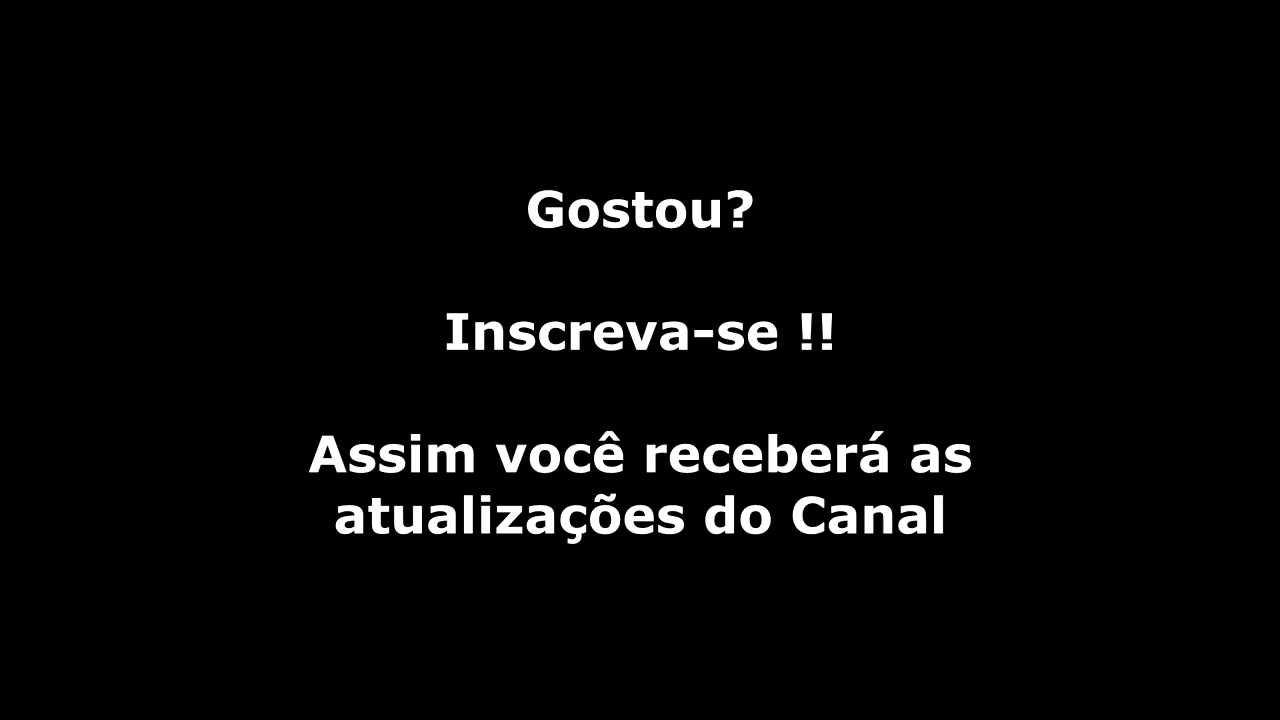 Gostou?
Inscreva-se !!
Assim você receberá as
atualizações do Canal